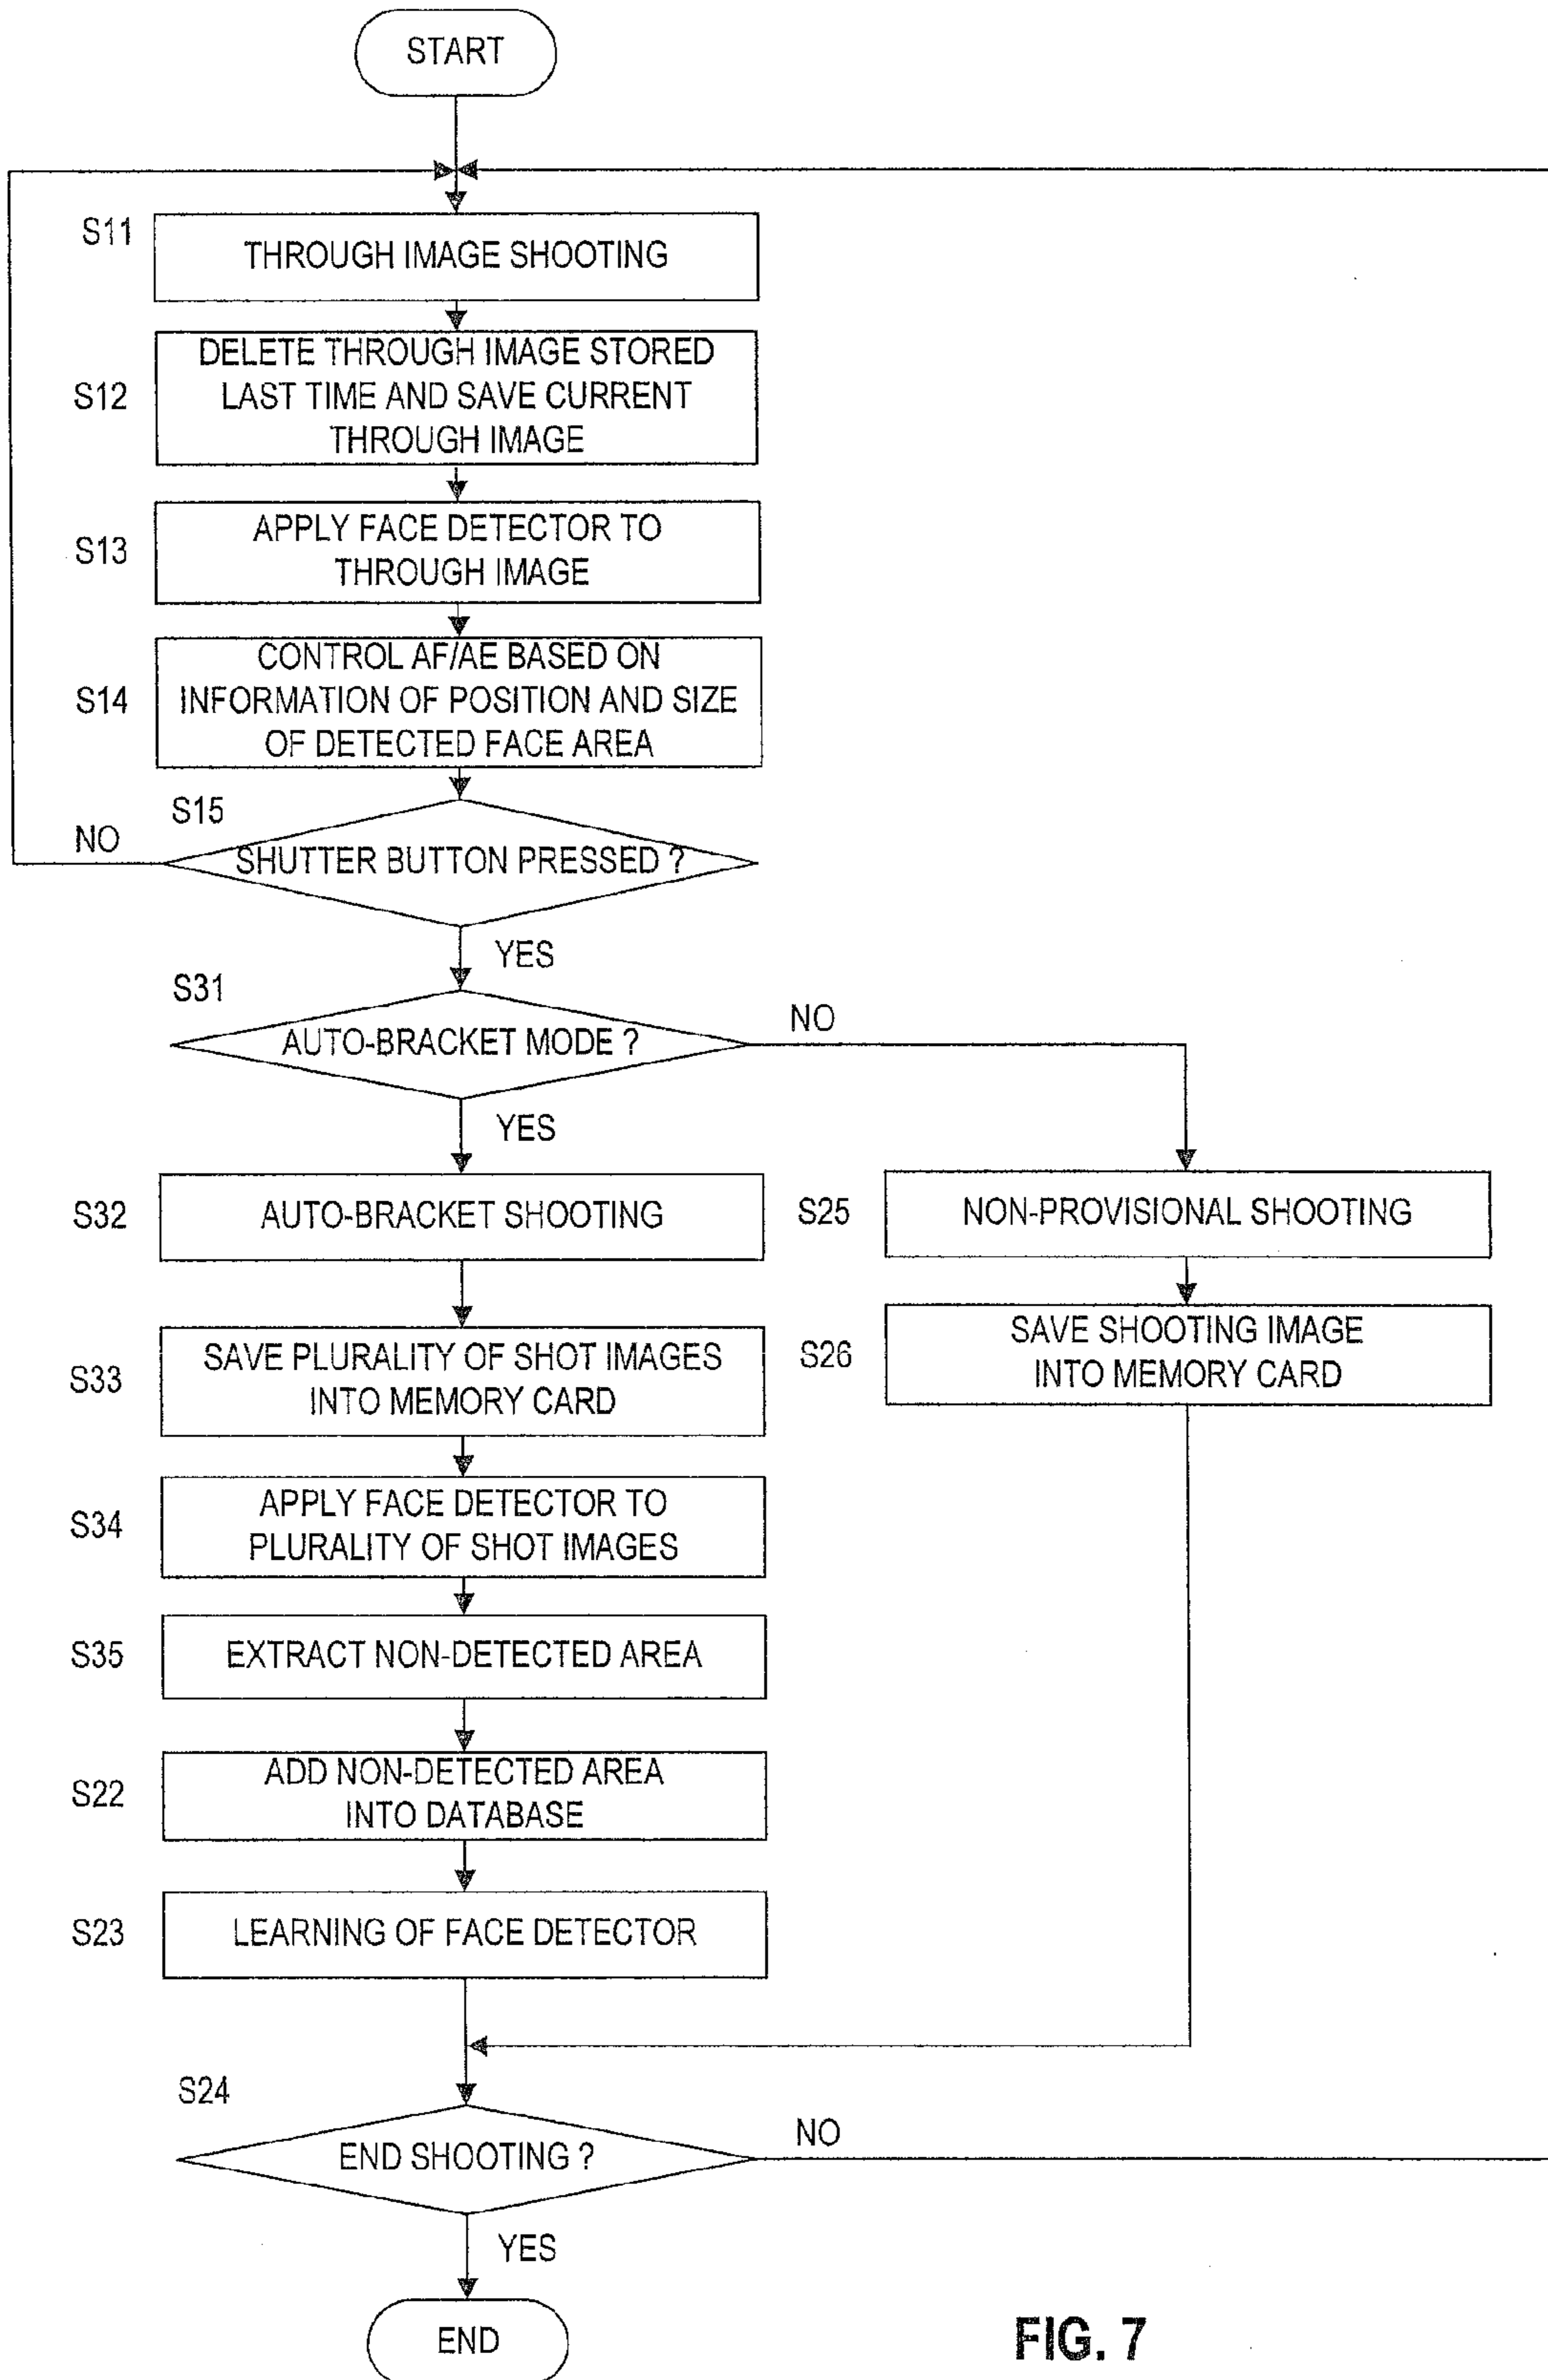 START
S11
THROUGH IMAGE SHOOTING
S12
DELETE THROUGH IMAGE STORED
LAST TIME AND SAVE CURRENT
THROUGH IMAGE
S13
APPLY FACE DETECTOR TO
THROUGH IMAGE
S14
CONTROL AF/AE BASED ON
INFORMATION OF POSITION AND SIZE
OF DETECTED FACE AREA
S15
NO
SHUTTER BUTTON PRESSED ?
YES
S31
AUTO-BRACKET MODE ?
NO
YES
S32
AUTO-BRACKET SHOOTING
S25
NON-PROVISIONAL SHOOTING
S33
SAVE PLURALITY OF SHOT IMAGES
INTO MEMORY CARD
S26
SAVE SHOOTING IMAGE
INTO MEMORY CARD
S34
APPLY FACE DETECTOR TO
PLURALITY OF SHOT IMAGES
S35
EXTRACT NON-DETECTED AREA
S22
ADD NON-DETECTED AREA
INTO DATABASE
S23
LEARNING OF FACE DETECTOR
S24
END SHOOTING ?
NO
YES
END
FIG. 7